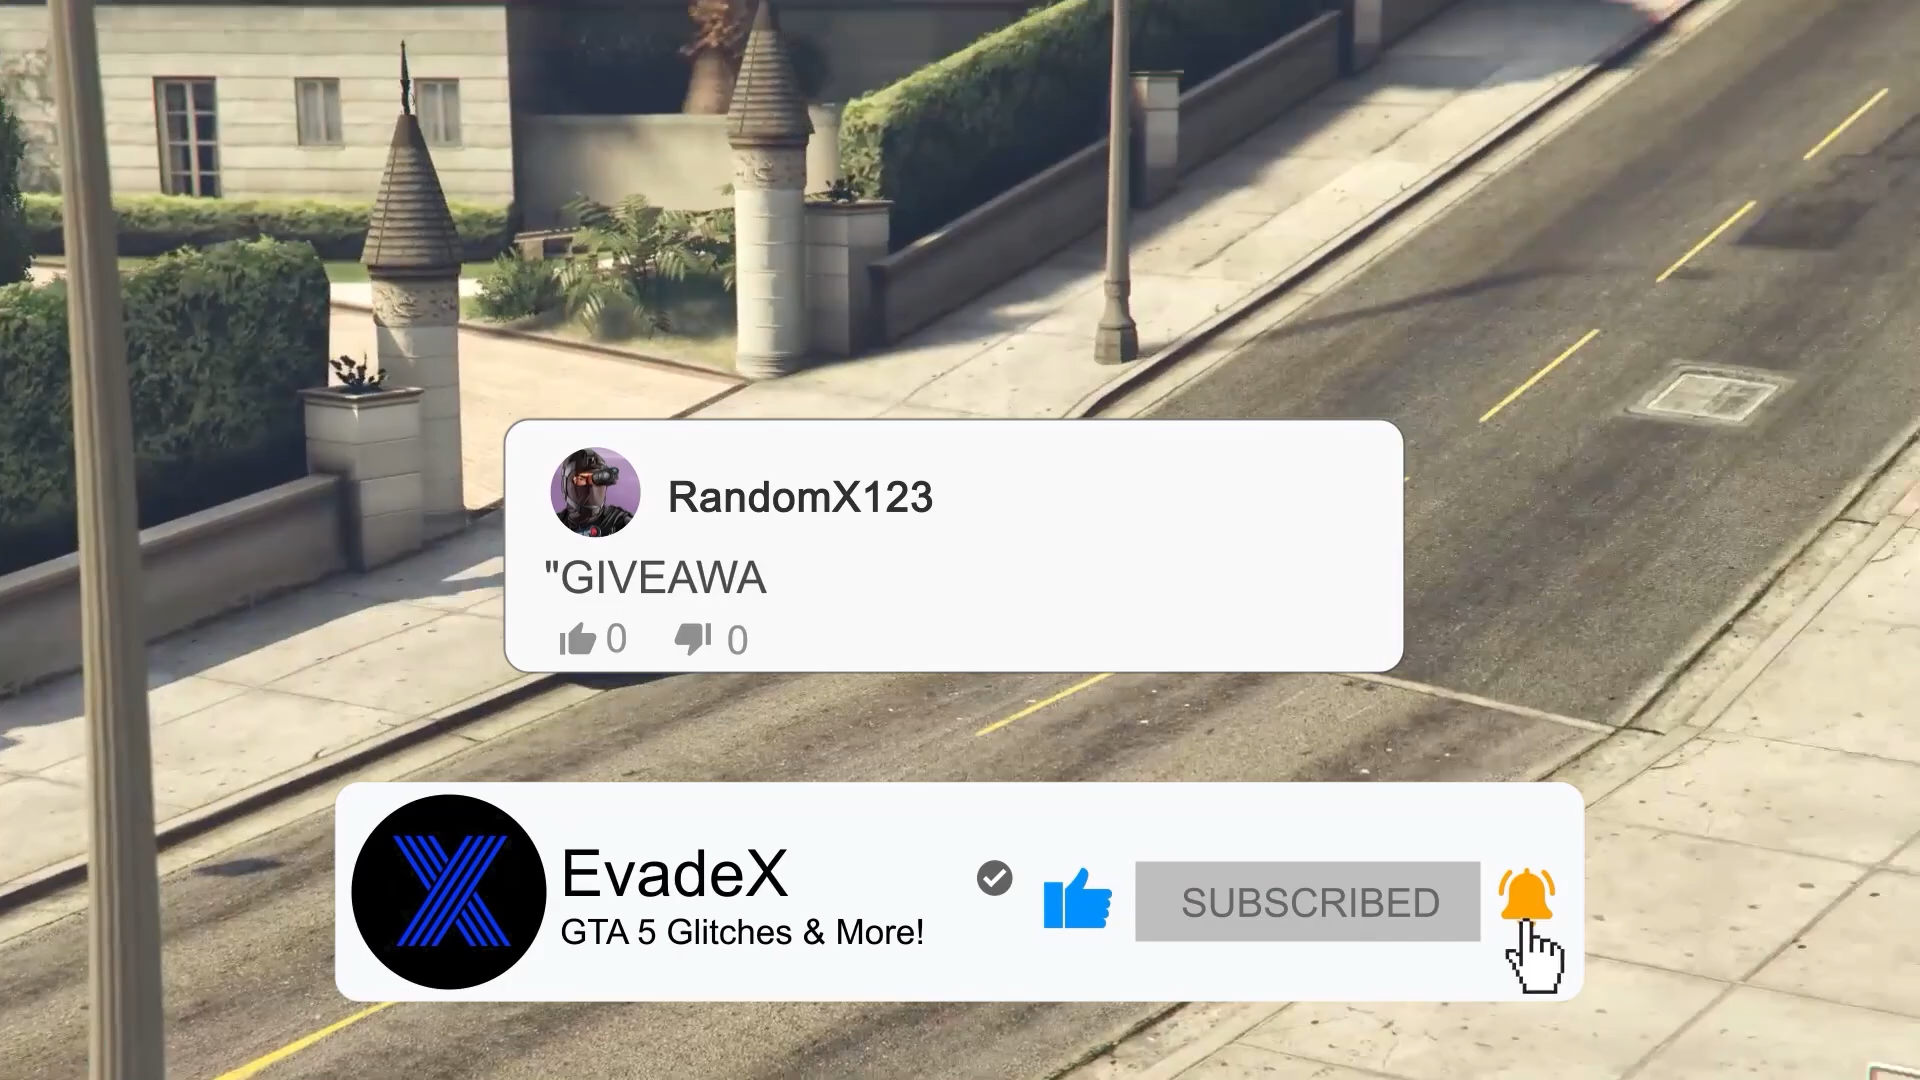 RandomX123
"GIVEAWA
0 0
EvadeX
GTA 5 Glitches & More!
SUBSCRIBED